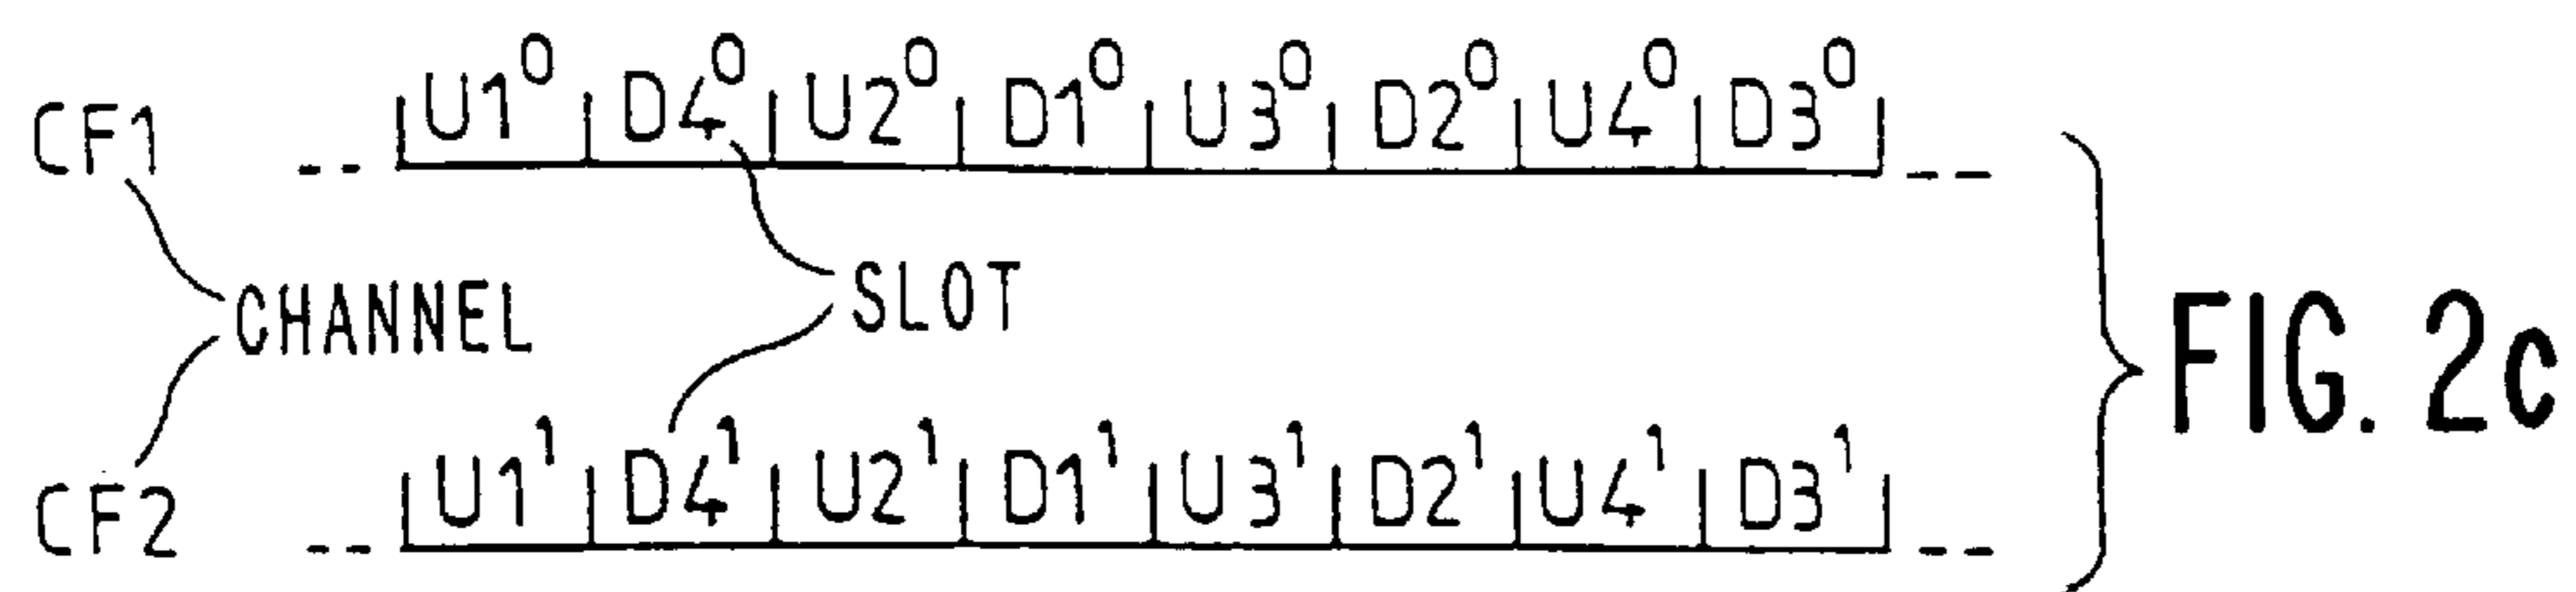 CF1 -- U1⁰ D4⁰ U2⁰ D1⁰ U3⁰ D2⁰ U4⁰ D3⁰ --
CHANNEL SLOT
CF2 -- U1¹ D4¹ U2¹ D1¹ U3¹ D2¹ U4¹ D3¹ --
FIG. 2c